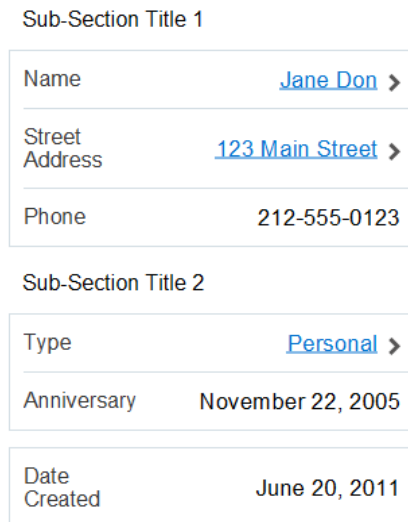 Sub-Section Title 1
Name Jane Don
Street
Address 123 Main Street
Phone 212-555-0123
Sub-Section Title 2
Type Personal
Anniversary November 22, 2005
Date
Created June 20, 2011